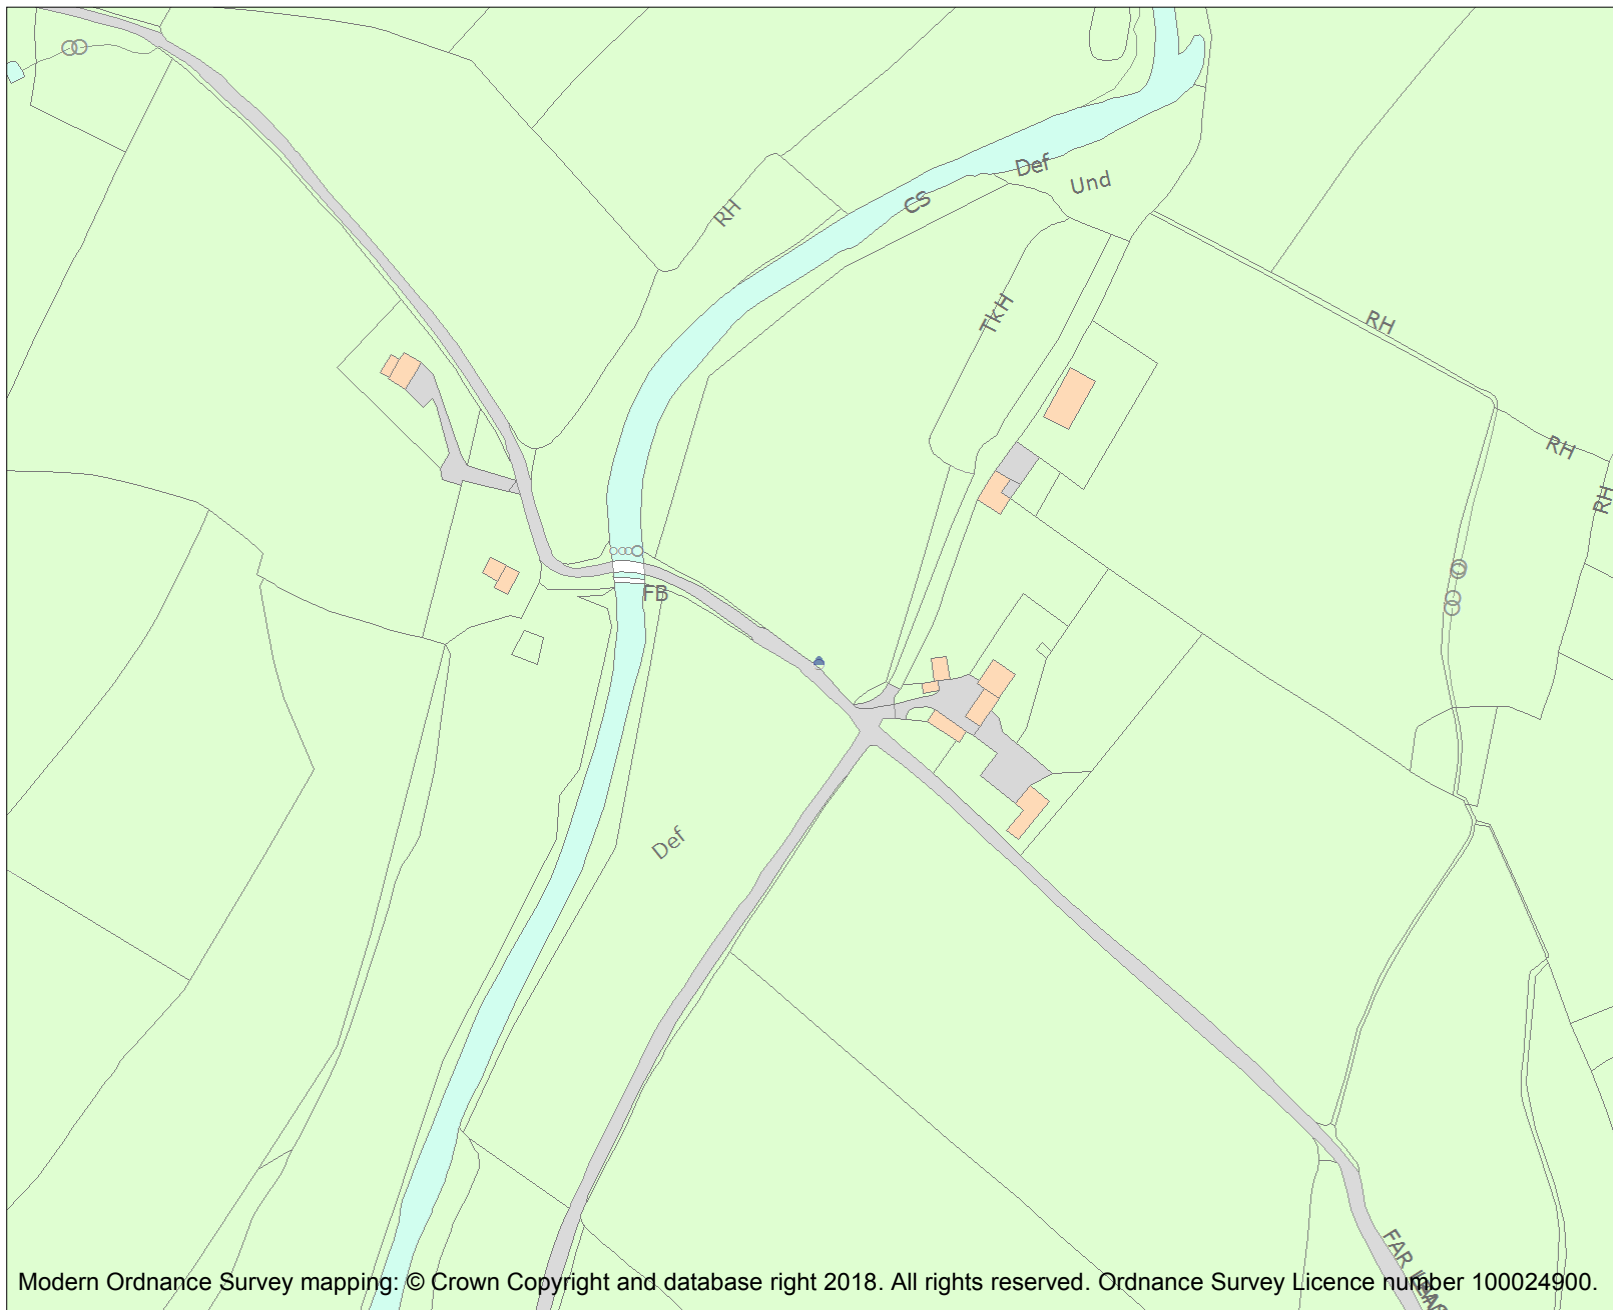 Def
Und
CS
RH
TkH
RH
RH
RH
FB
Def
FAR
Modern Ordnance Survey mapping: © Crown Copyright and database right 2018. All rights reserved. Ordnance Survey Licence number 100024900.